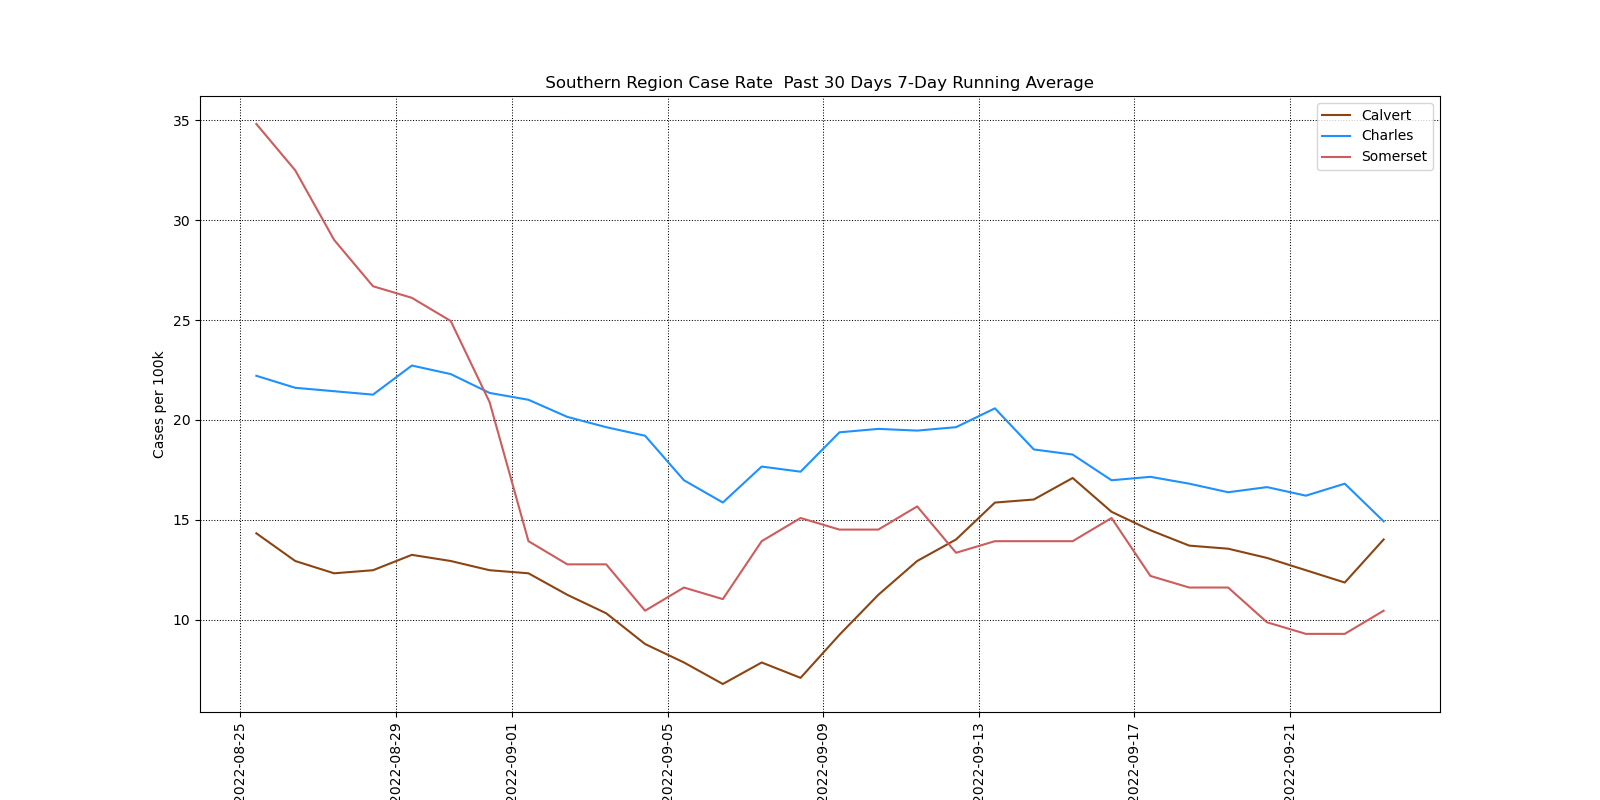 Southern Region Case Rate  Past 30 Days 7-Day Running Average
Calvert
Charles
Somerset
Cases per 100k
35
30
25
20
15
10
2022-08-25
2022-08-29
2022-09-01
2022-09-05
2022-09-09
2022-09-13
2022-09-17
2022-09-21